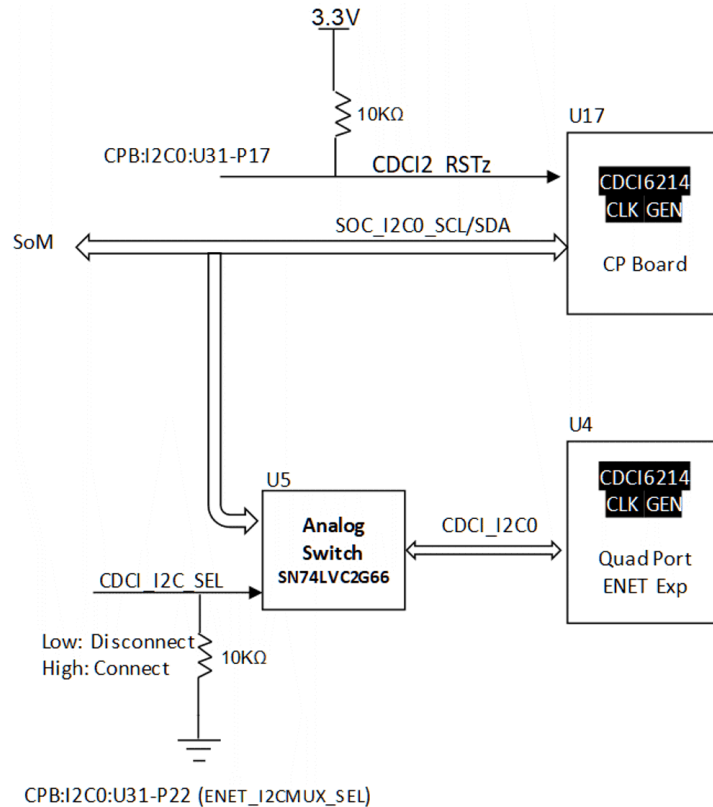 3.3V
10KΩ
U17
CPB:I2C0:U31-P17
CDCI2_RSTz
CDCI6214
CLK GEN
SoM
SOC_I2C0_SCL/SDA
CP Board
U4
U5
CDCI6214
CLK GEN
Analog
Switch
SN74LVC2G66
CDCI_I2C0
Quad Port
ENET Exp
CDCI_I2C_SEL
Low: Disconnect
High: Connect
10KΩ
CPB:I2C0:U31-P22 (ENET_I2CMUX_SEL)